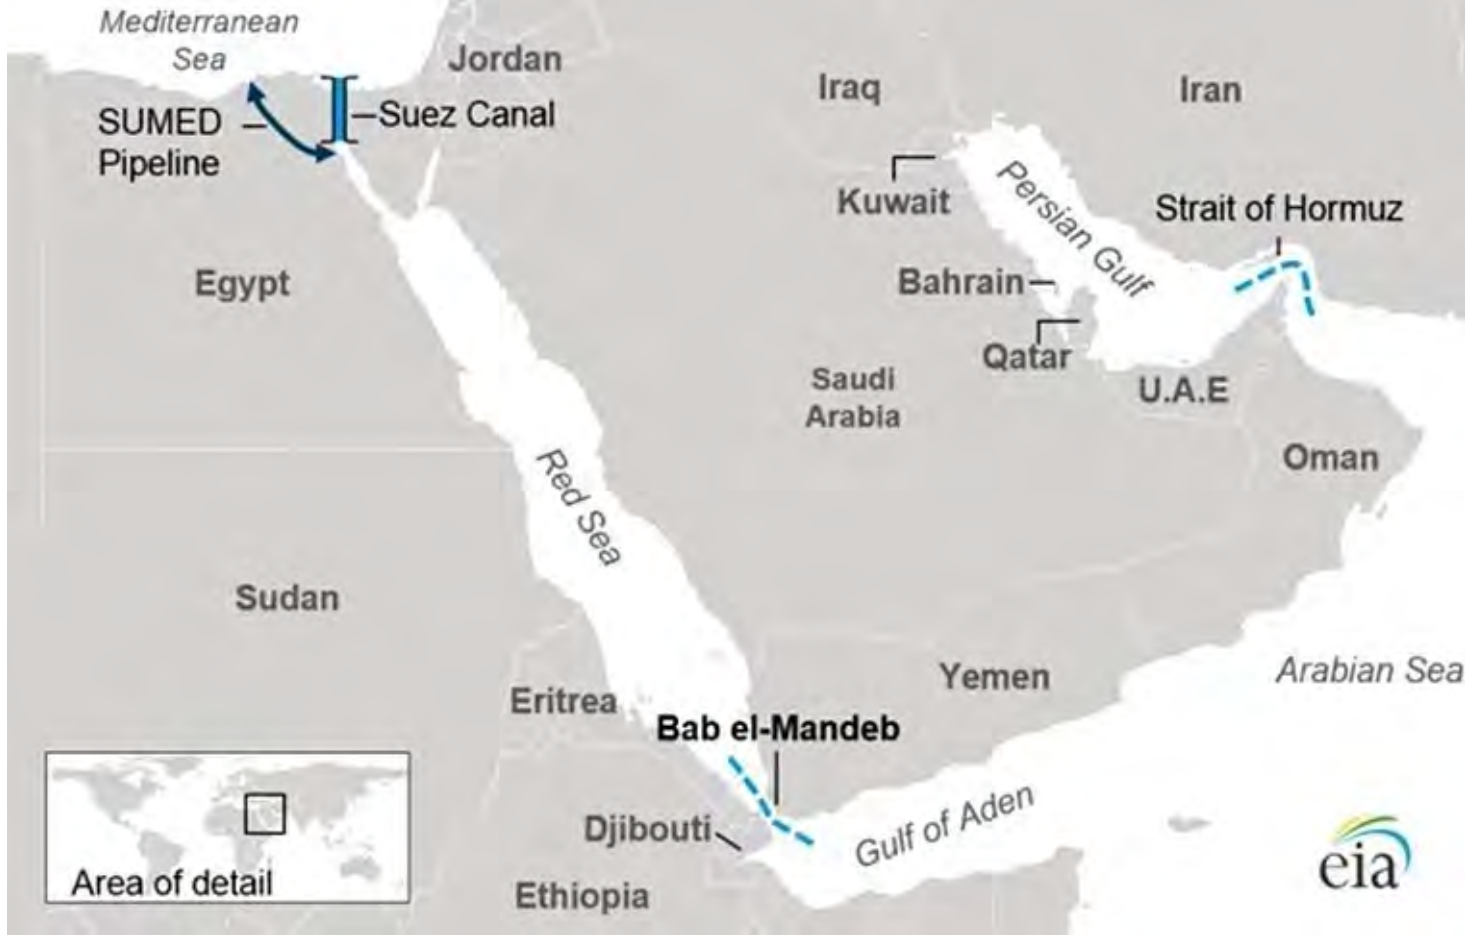 Mediterranean
Sea
Jordan
Iraq
Iran
SUMED
Pipeline
Suez Canal
Kuwait
Persian Gulf
Strait of Hormuz
Egypt
Bahrain
Qatar
Saudi
Arabia
U.A.E
Oman
Red Sea
Sudan
Eritrea
Yemen
Arabian Sea
Bab el-Mandeb
Djibouti
Gulf of Aden
Ethiopia
Area of detail
eia